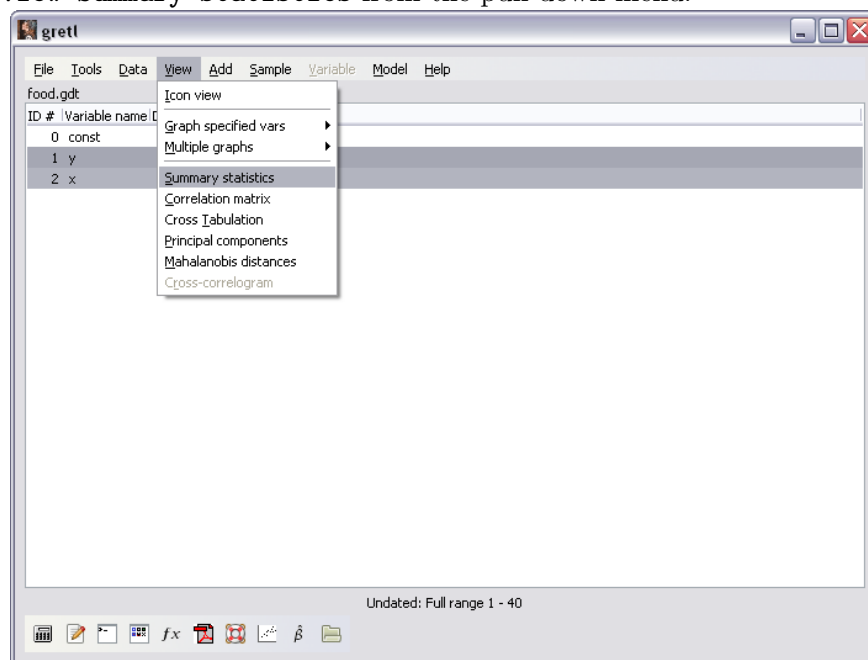 View> Summary statistics from the pull-down menu.
gretl
File Tools Data View Add Sample Variable Model Help
food.gdt
ID # Variable name D
0 const
1 y
2 x
Icon view
Graph specified vars
Multiple graphs
Summary statistics
Correlation matrix
Cross Tabulation
Principal components
Mahalanobis distances
Cross-correlogram
Undated: Full range 1 - 40
fx β̂